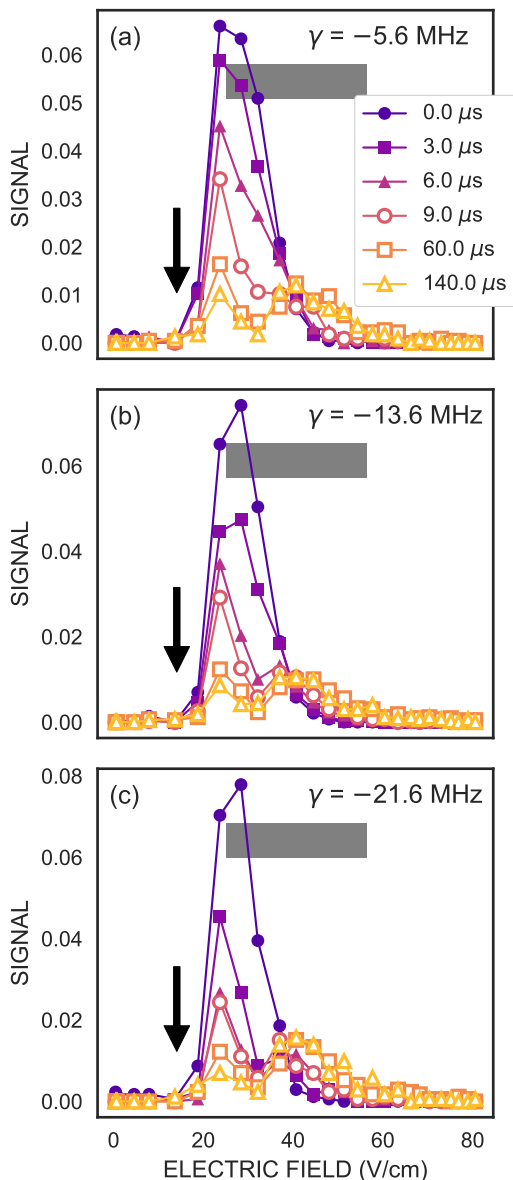 (a)
γ = −5.6 MHz
0.06
0.05
0.04
0.03
0.02
0.01
0.00
SIGNAL
0.0 μs
3.0 μs
6.0 μs
9.0 μs
60.0 μs
140.0 μs
(b)
γ = −13.6 MHz
0.06
0.04
0.02
0.00
SIGNAL
(c)
γ = −21.6 MHz
0.08
0.06
0.04
0.02
0.00
SIGNAL
0 20 40 60 80
ELECTRIC FIELD (V/cm)